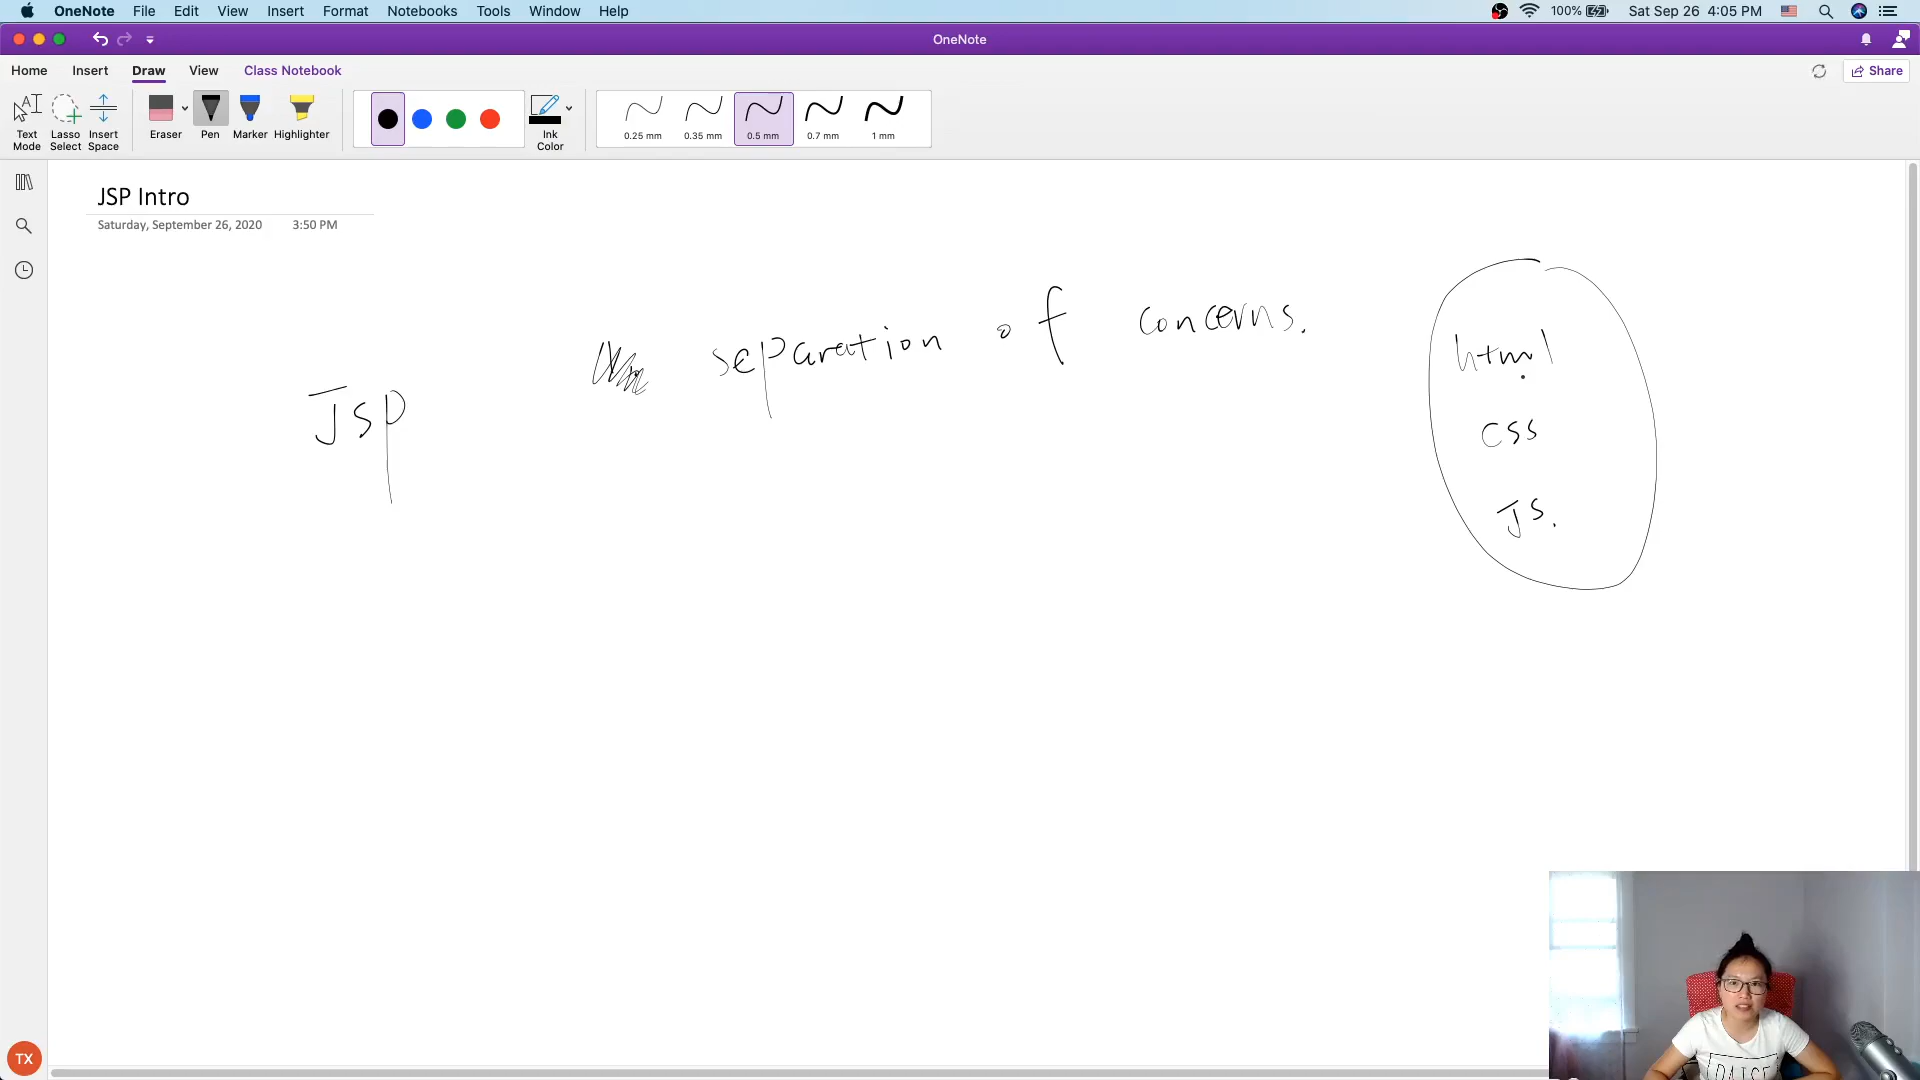 OneNote File Edit View Insert Format Notebooks Tools Window Help 100% Sat Sep 26 4:05 PM
OneNote
Home Insert Draw View Class Notebook Share
Text Mode Lasso Select Insert Space Eraser Pen Marker Highlighter Ink Color 0.25 mm 0.35 mm 0.5 mm 0.7 mm 1 mm
JSP Intro
Saturday, September 26, 2020 3:50 PM
separation of concerns.
JSP
html
css
JS.
TX